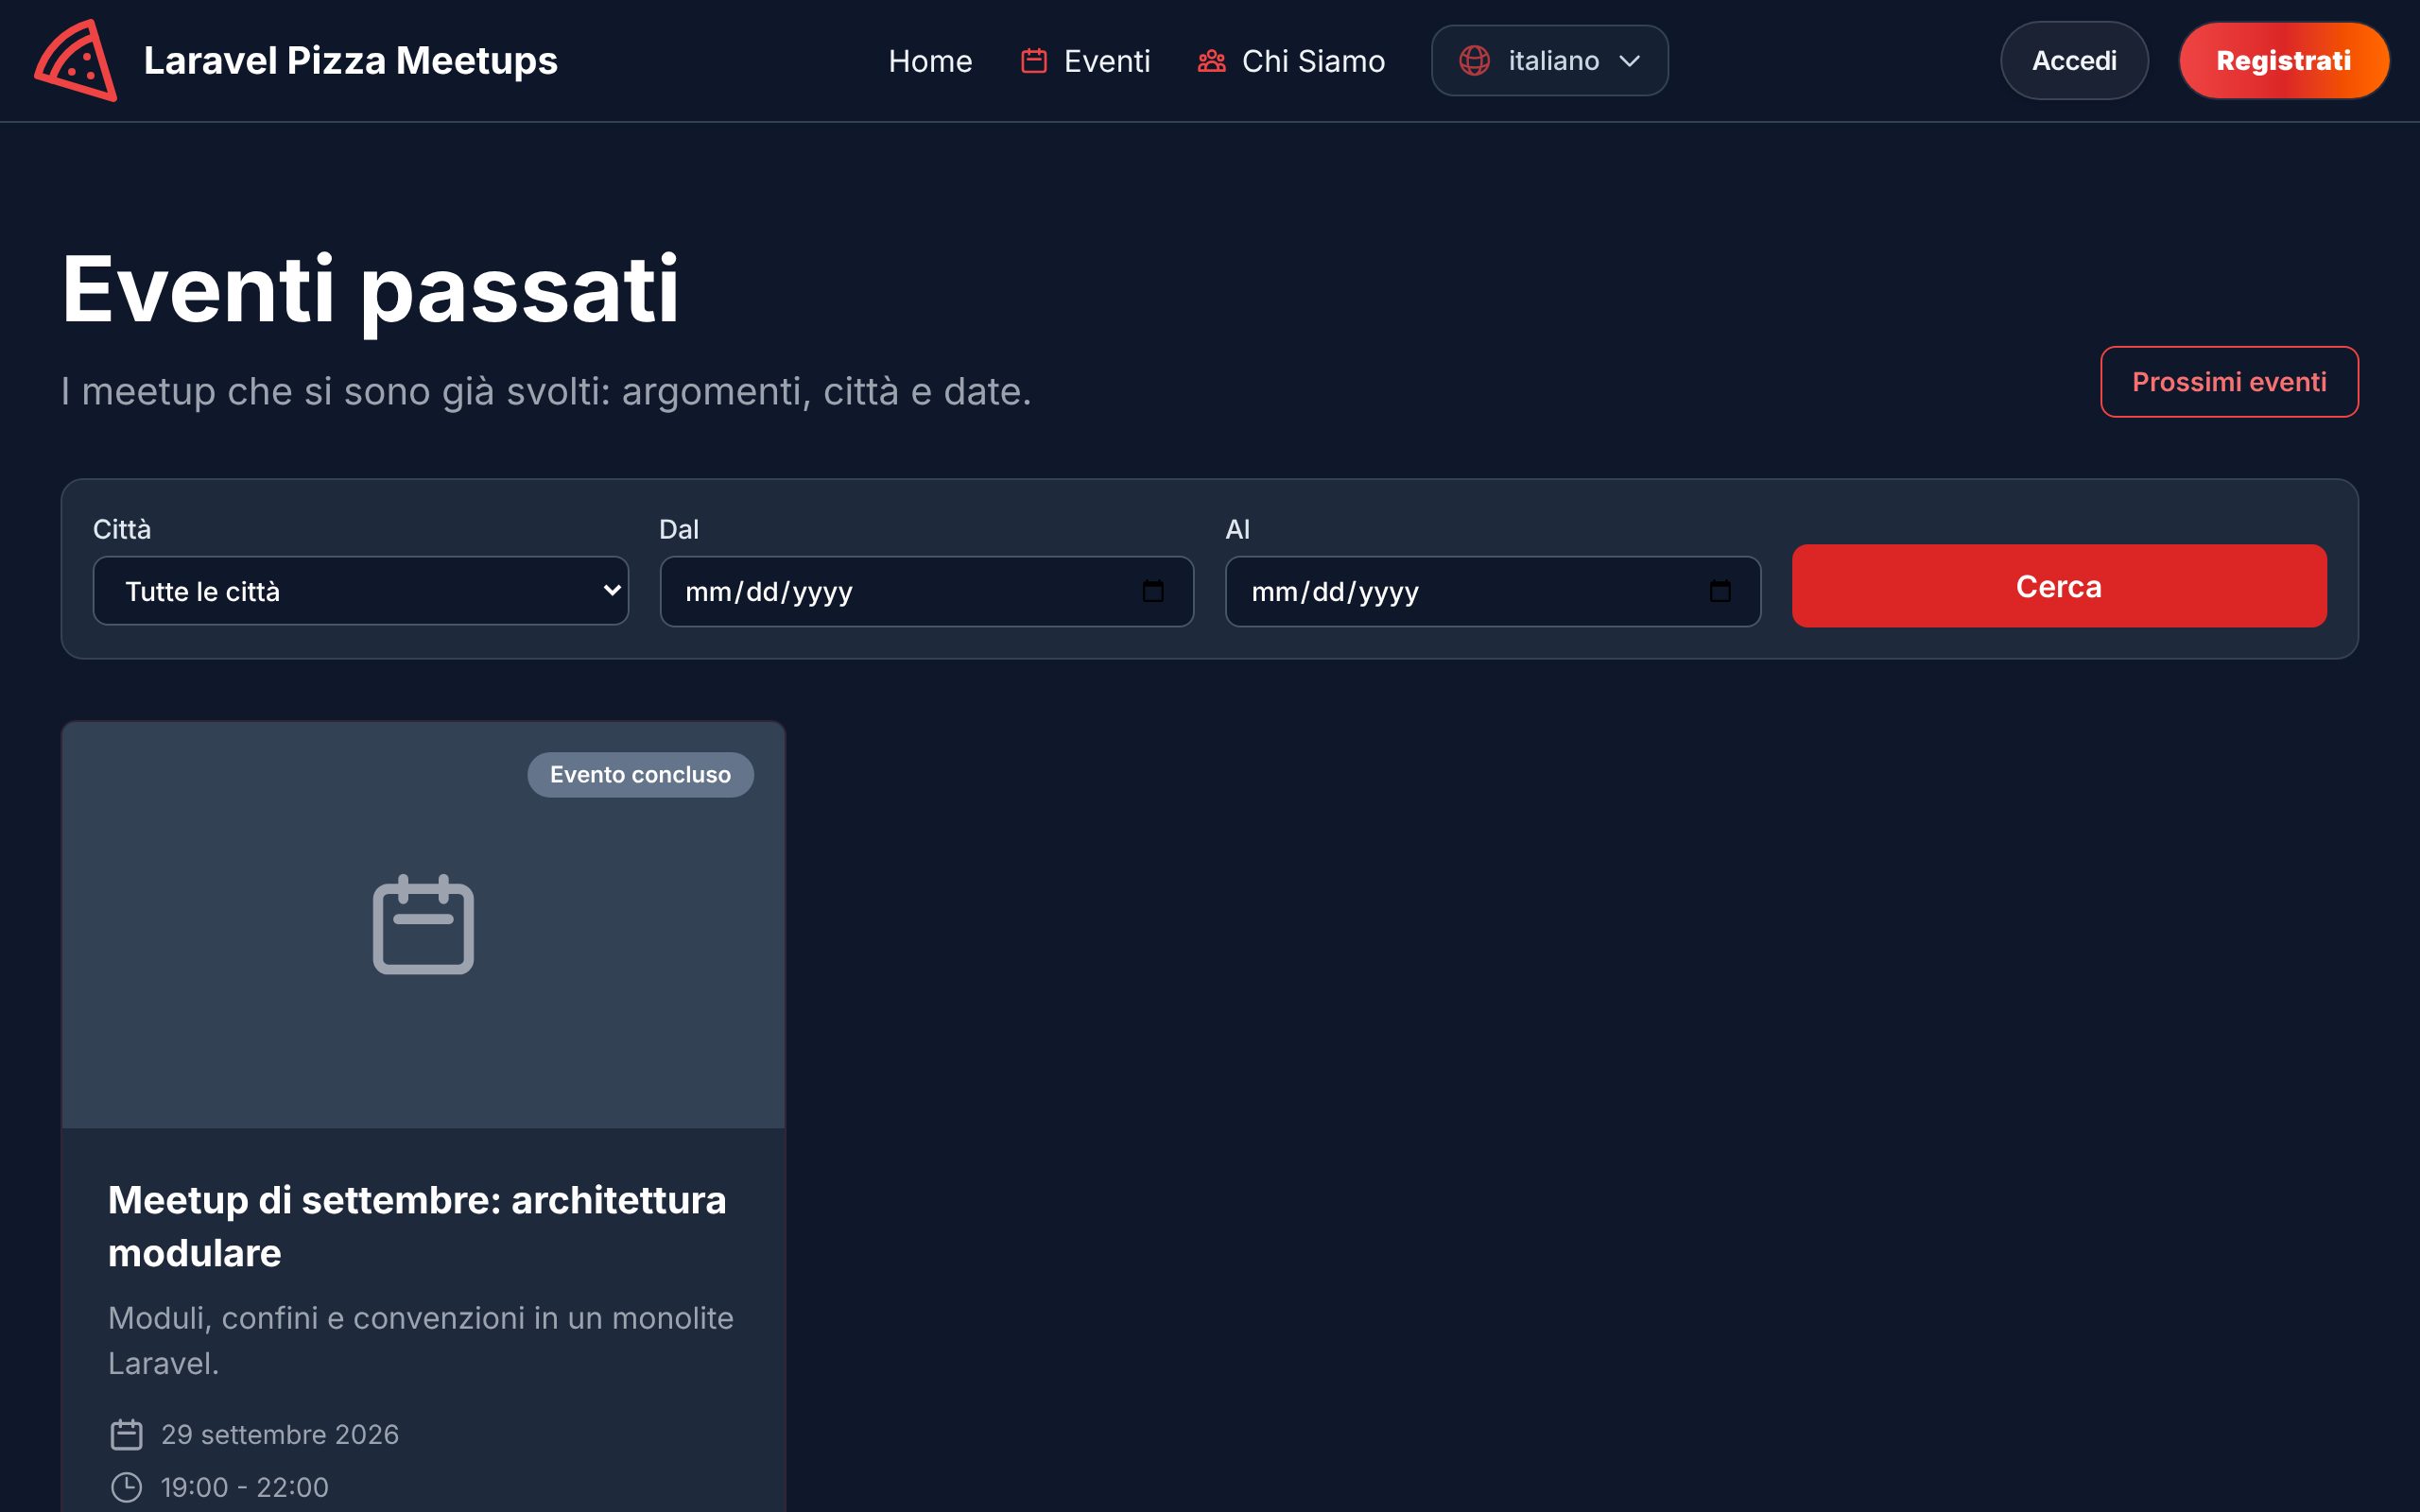 Laravel Pizza Meetups
Home
Eventi
Chi Siamo
italiano
Accedi
Registrati
Eventi passati
I meetup che si sono già svolti: argomenti, città e date.
Prossimi eventi
Città
Dal
Al
Tutte le città
mm/dd/yyyy
mm/dd/yyyy
Cerca
Evento concluso
Meetup di settembre: architettura
modulare
Moduli, confini e convenzioni in un monolite
Laravel.
29 settembre 2026
19:00 - 22:00